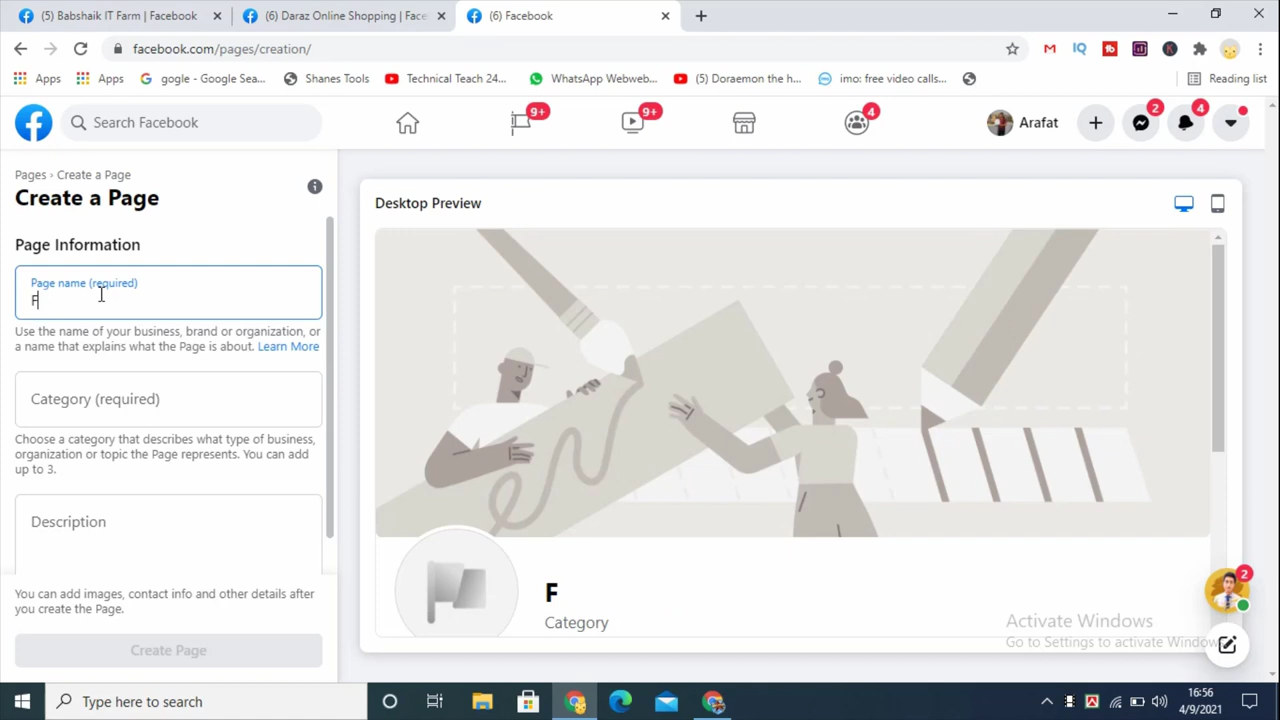 (5) Babshaik IT Farm | Facebook
(6) Daraz Online Shopping | Face
(6) Facebook
facebook.com/pages/creation/
Apps
Apps
gogle - Google Sea...
Shanes Tools
Technical Teach 24...
WhatsApp Webweb...
(5) Doraemon the h...
imo: free video calls...
Reading list
Search Facebook
9+
9+
4
Arafat
2
4
Pages › Create a Page
Create a Page
Page Information
Page name (required)
F
Use the name of your business, brand or organization, or
a name that explains what the Page is about. Learn More
Category (required)
Choose a category that describes what type of business,
organization or topic the Page represents. You can add
up to 3.
Description
You can add images, contact info and other details after
you create the Page.
Create Page
Desktop Preview
F
Category
2
Activate Windows
Go to Settings to activate Windows
Type here to search
16:56
4/9/2021